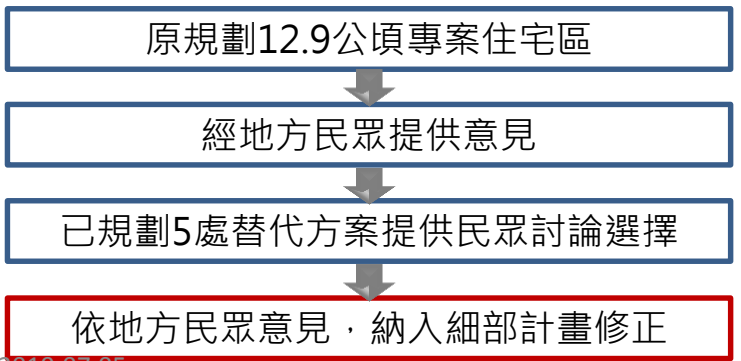 原規劃12.9公頃專案住宅區
經地方民眾提供意見
已規劃5處替代方案提供民眾討論選擇
依地方民眾意見，納入細部計畫修正